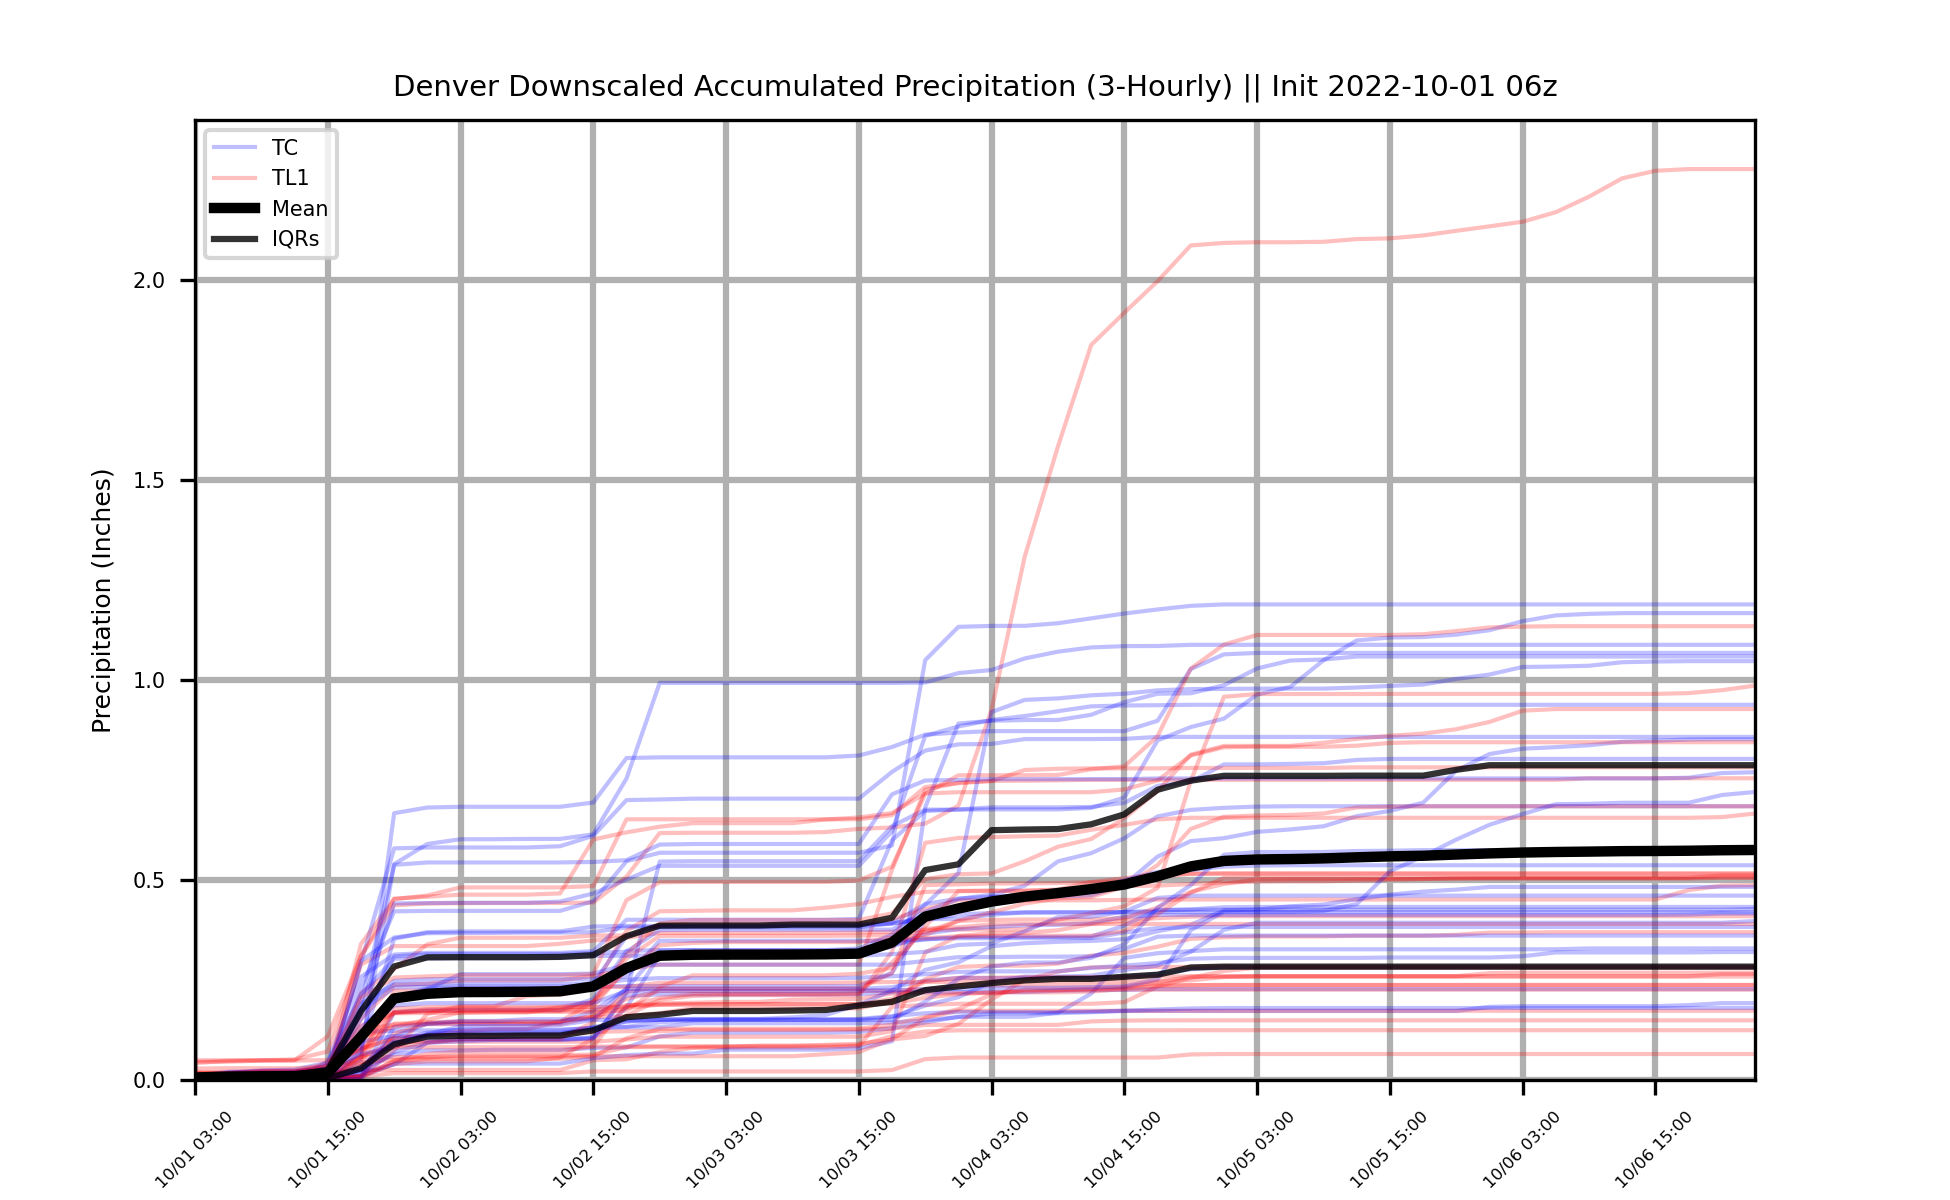 Denver Downscaled Accumulated Precipitation (3-Hourly) || Init 2022-10-01 06z
TC
TL1
Mean
IQRs
Precipitation (Inches)
2.0
1.5
1.0
0.5
0.0
10/01 03:00
10/01 15:00
10/02 03:00
10/02 15:00
10/03 03:00
10/03 15:00
10/04 03:00
10/04 15:00
10/05 03:00
10/05 15:00
10/06 03:00
10/06 15:00